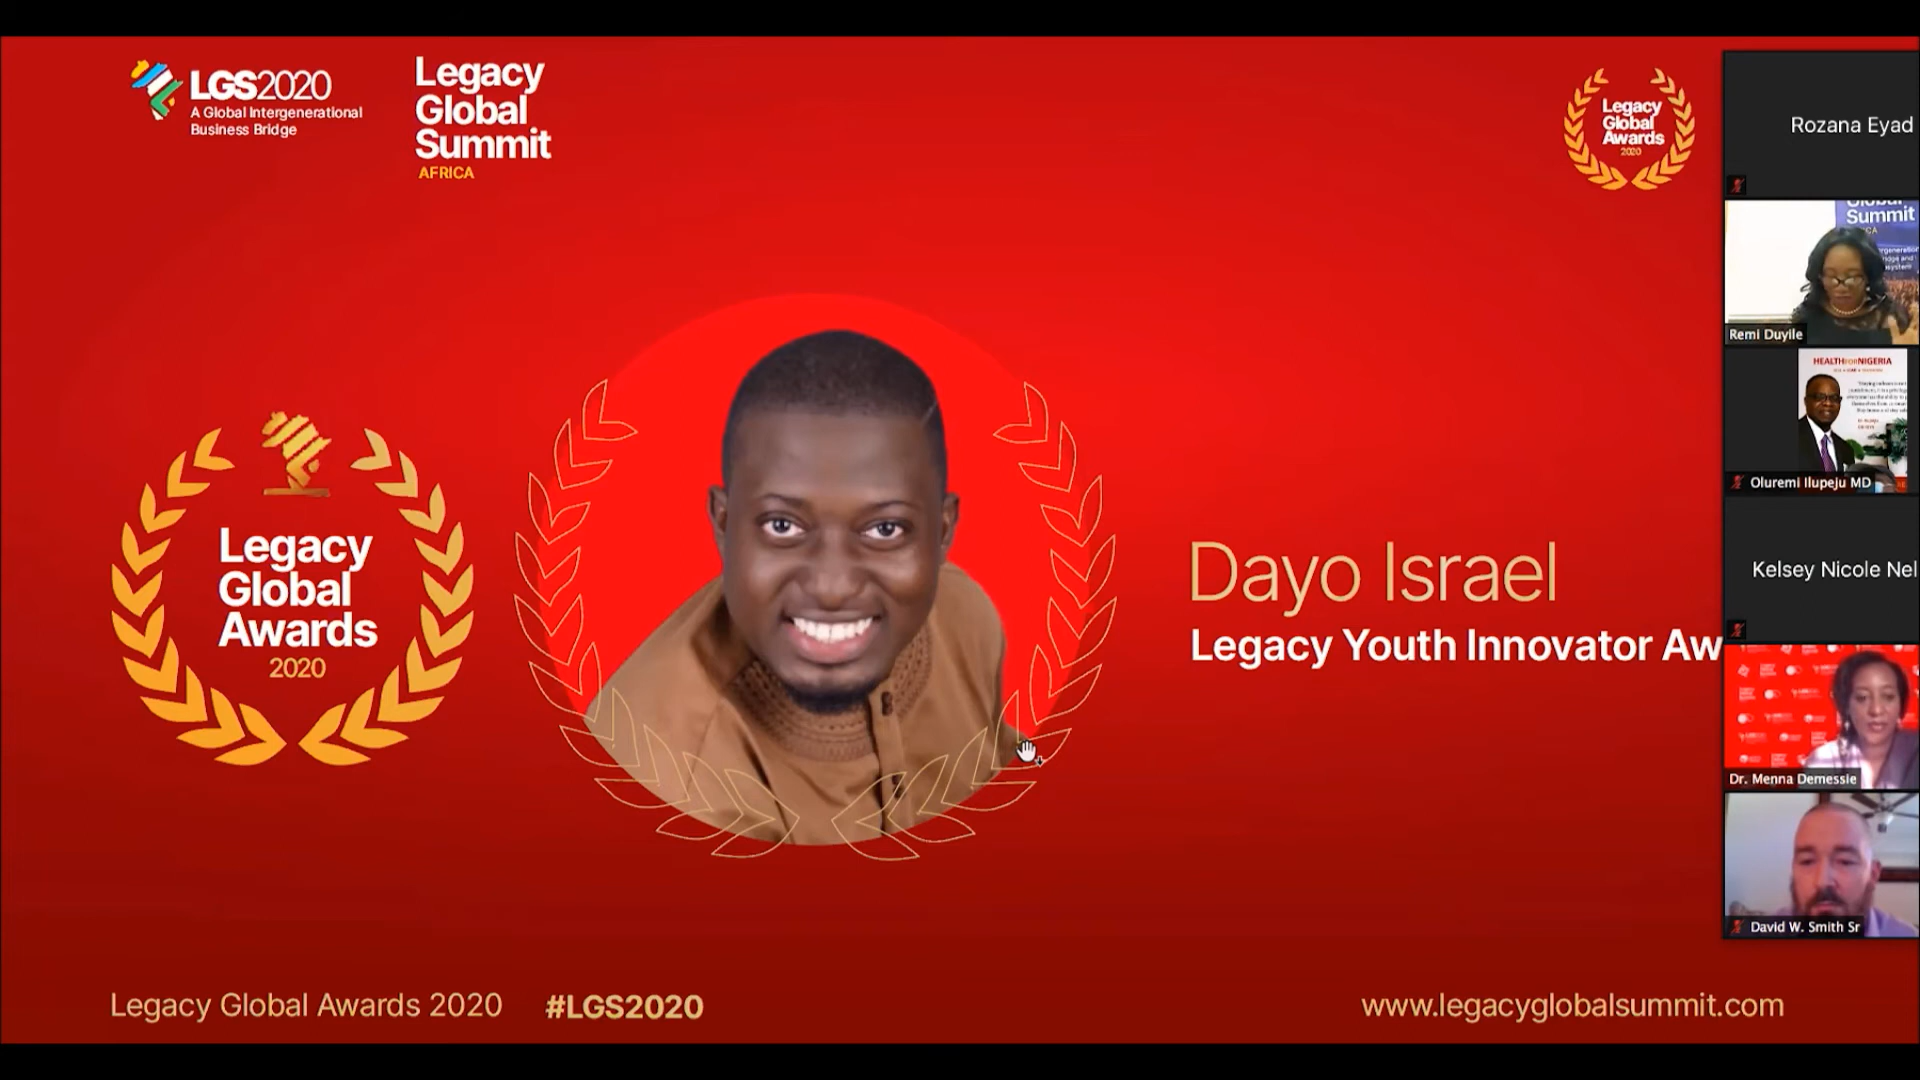 LGS2020
A Global Intergenerational
Business Bridge
Legacy
Global
Summit
AFRICA
Legacy
Global
Awards
2020
Rozana Eyad
Summit
Remi Duyile
HEALTHFORNIGERIA
Oluremi Ilupeju MD
Kelsey Nicole Nel
Dr. Menna Demessie
David W. Smith Sr
Legacy
Global
Awards
2020
Dayo Israel
Legacy Youth Innovator Aw
Legacy Global Awards 2020
#LGS2020
www.legacyglobalsummit.com